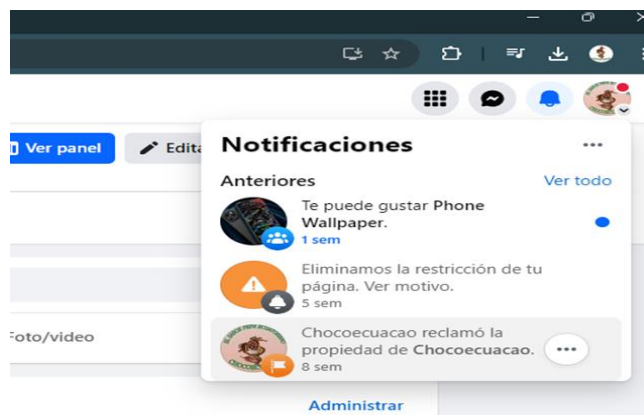 Ver panel
Edita
Notificaciones
Anteriores
Ver todo
Te puede gustar Phone
Wallpaper.
1 sem
Eliminamos la restricción de tu
página. Ver motivo.
5 sem
Chocoecuacao reclamó la
propiedad de Chocoecuacao.
8 sem
Foto/video
Administrar